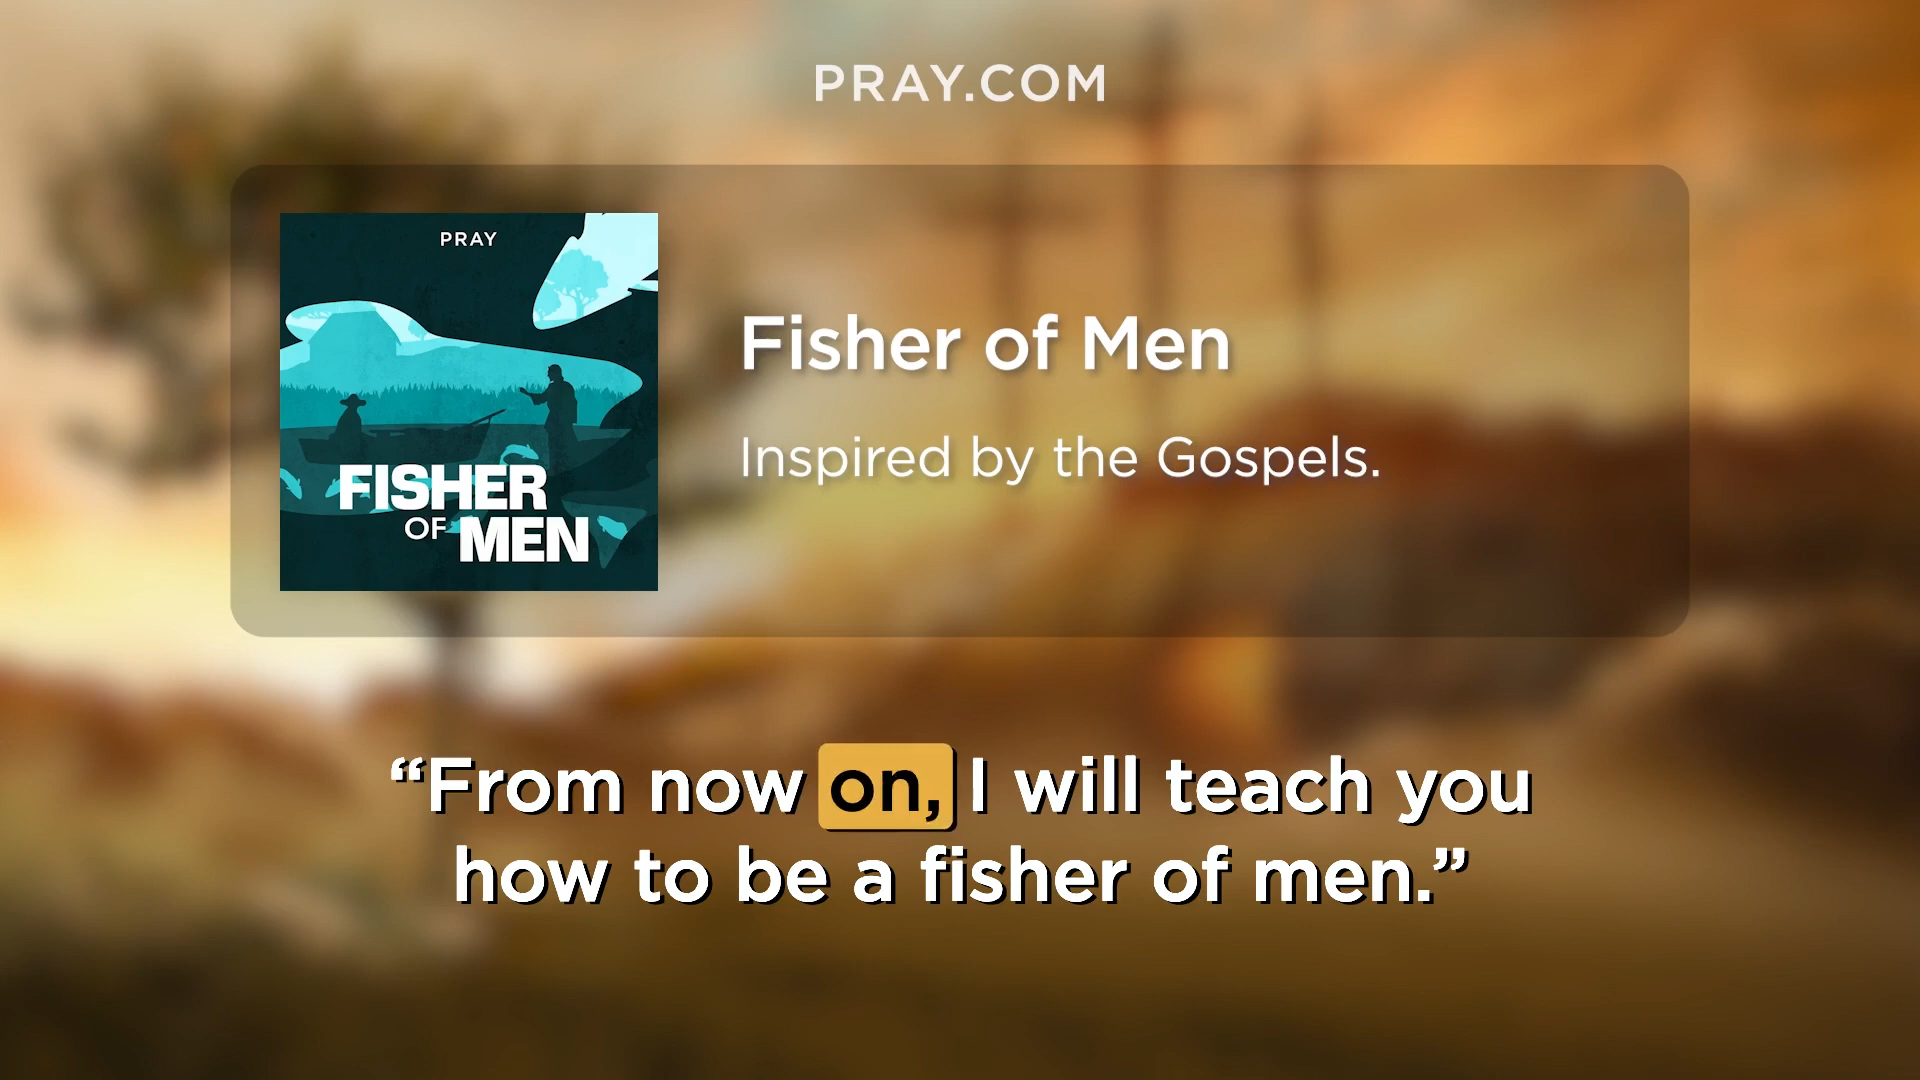 PRAY.COM
PRAY
FISHER
OF MEN
Fisher of Men
Inspired by the Gospels.
“From now on, I will teach you
how to be a fisher of men.”